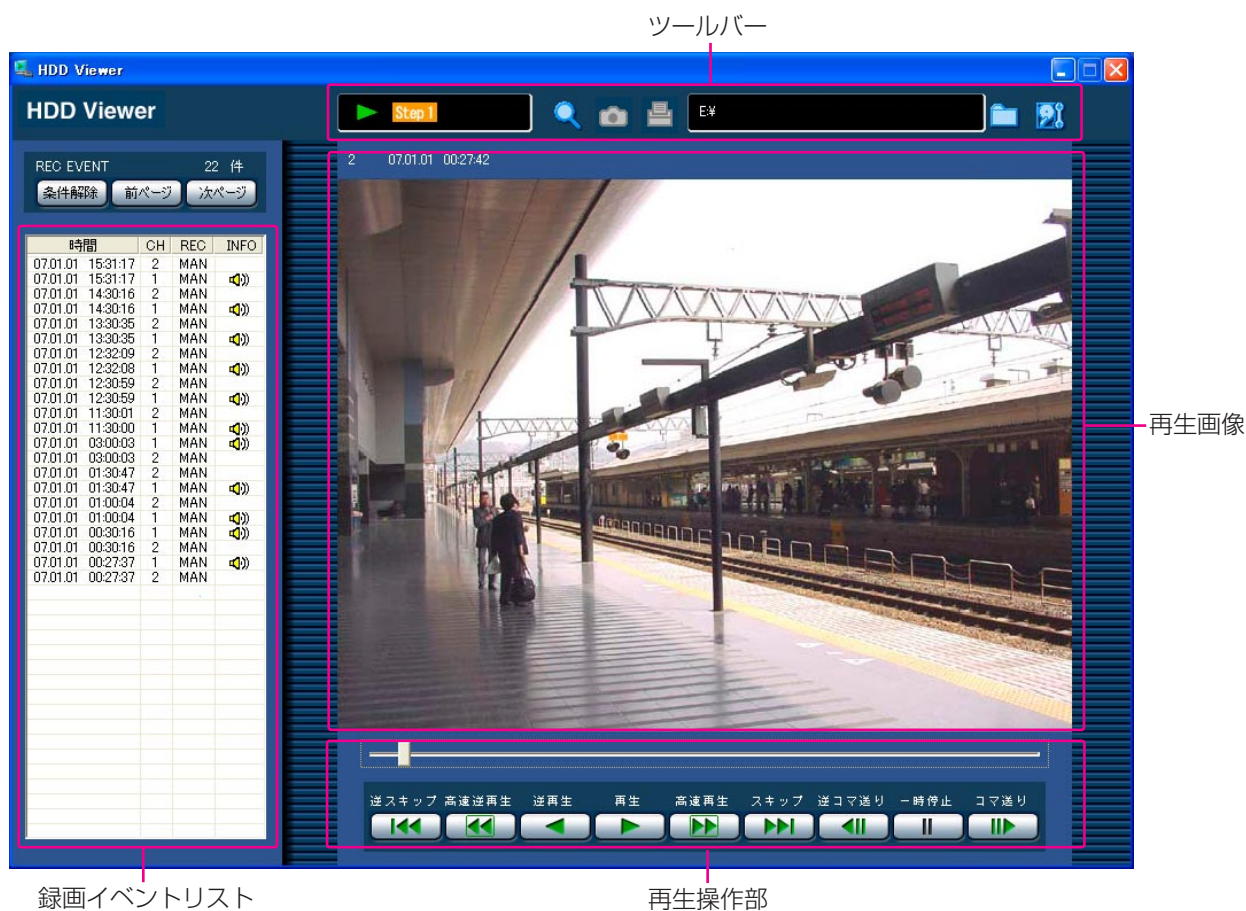 ツールバー
HDD Viewer
HDD Viewer
Step 1
E:¥
REC EVENT 22 件
条件解除 前ページ 次ページ
2 07.01.01 00:27:42
時間 CH REC INFO
07.01.01 15:31:17 2 MAN
07.01.01 15:31:17 1 MAN
07.01.01 14:30:16 2 MAN
07.01.01 14:30:16 1 MAN
07.01.01 13:30:35 2 MAN
07.01.01 13:30:35 1 MAN
07.01.01 12:32:09 2 MAN
07.01.01 12:32:08 1 MAN
07.01.01 12:30:59 2 MAN
07.01.01 12:30:59 1 MAN
07.01.01 11:30:01 2 MAN
07.01.01 11:30:00 1 MAN
07.01.01 03:00:03 1 MAN
07.01.01 03:00:03 2 MAN
07.01.01 01:30:47 2 MAN
07.01.01 01:30:47 1 MAN
07.01.01 01:00:04 2 MAN
07.01.01 01:00:04 1 MAN
07.01.01 00:30:16 1 MAN
07.01.01 00:30:16 2 MAN
07.01.01 00:27:37 1 MAN
07.01.01 00:27:37 2 MAN
再生画像
逆スキップ 高速逆再生 逆再生 再生 高速再生 スキップ 逆コマ送り 一時停止 コマ送り
録画イベントリスト
再生操作部